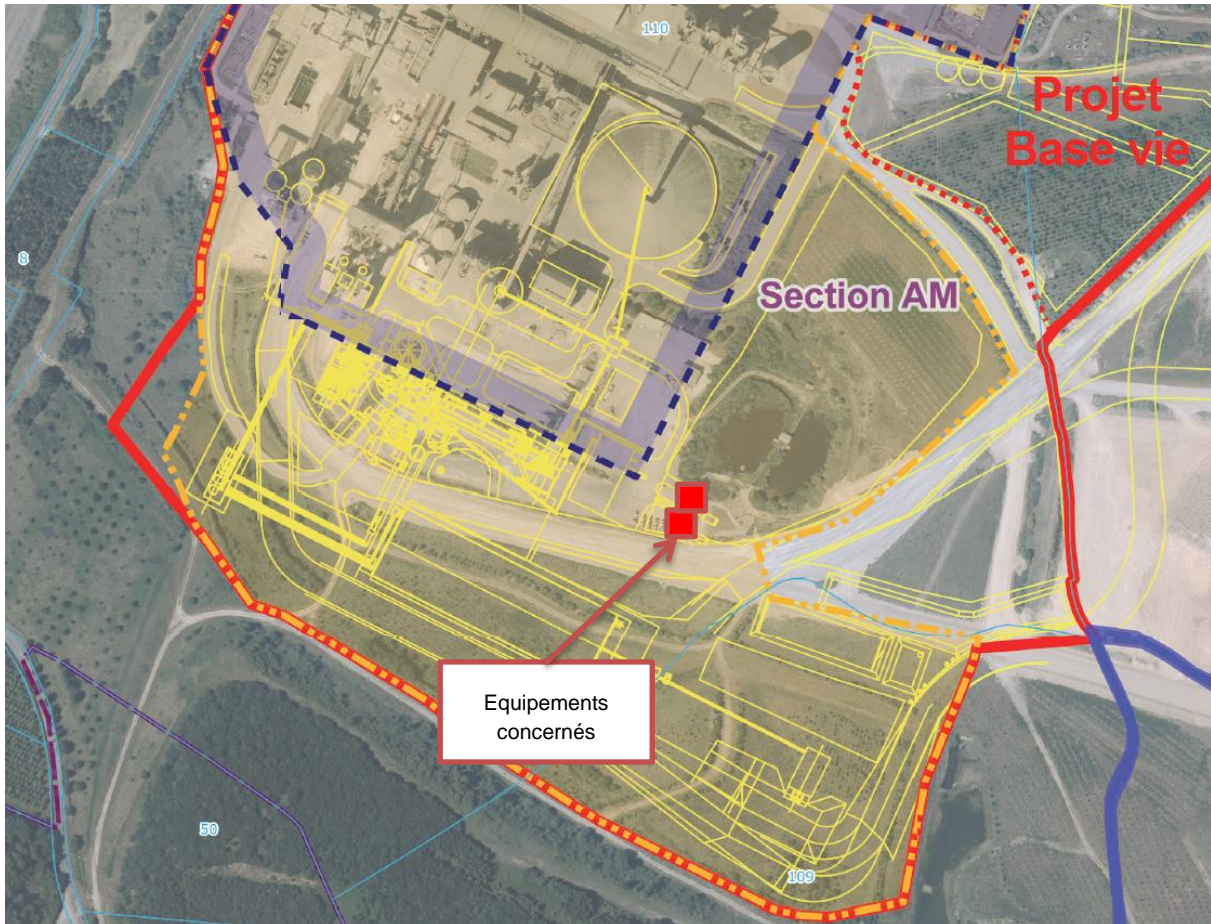 110
Projet
Base vie
8
Section AM
Equipements
concernés
50
109